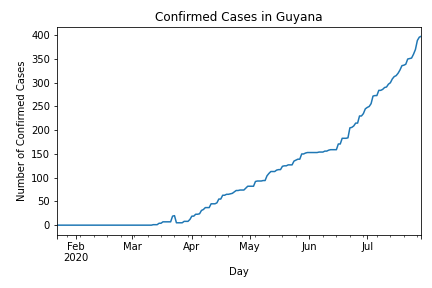 Confirmed Cases in Guyana
Number of Confirmed Cases
400
350
300
250
200
150
100
50
0
Feb Mar Apr May Jun Jul
2020
Day